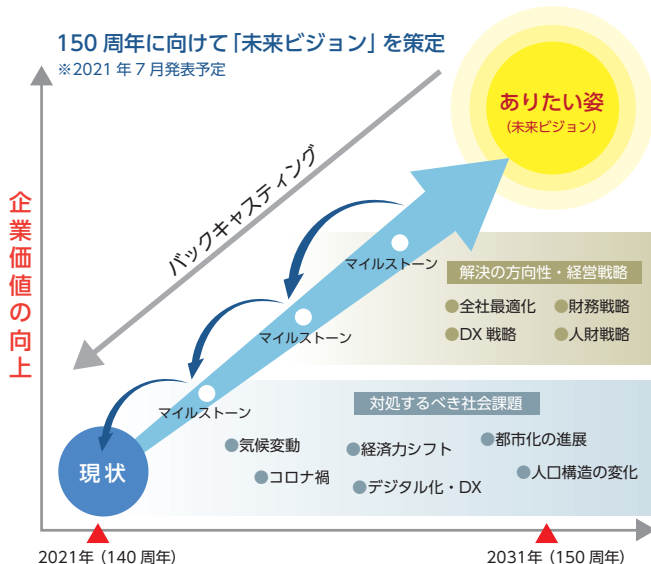 150 周年に向けて「未来ビジョン」を策定
※2021 年 7 月発表予定
ありたい姿
(未来ビジョン)
バックキャスティング
企業価値の向上
マイルストーン
解決の方向性・経営戦略
●全社最適化 ●財務戦略
●DX 戦略 ●人財戦略
マイルストーン
マイルストーン
対処するべき社会課題
●気候変動 ●経済力シフト ●都市化の進展
●コロナ禍 ●デジタル化・DX ●人口構造の変化
現状
2021年 (140 周年) 2031年 (150 周年)